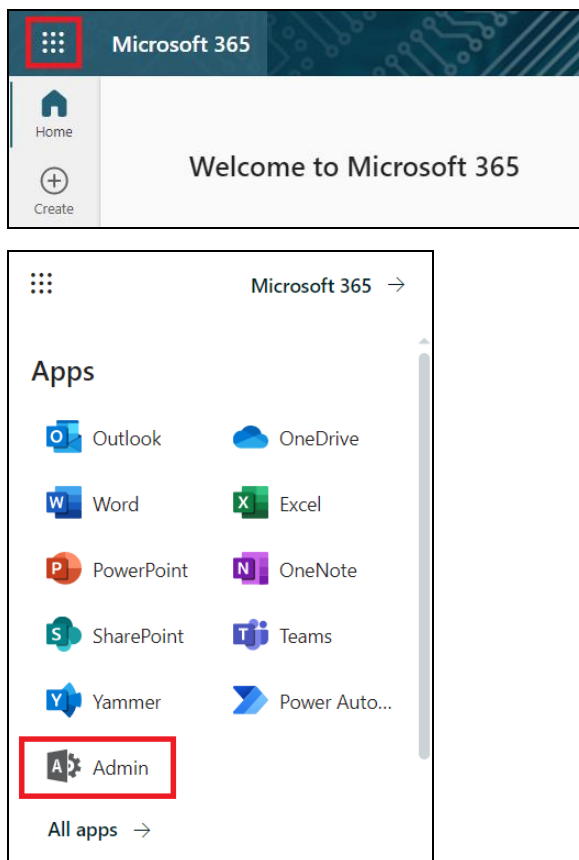 Microsoft 365
Home
Welcome to Microsoft 365
Create
Microsoft 365 →
Apps
Outlook
OneDrive
Word
Excel
PowerPoint
OneNote
SharePoint
Teams
Yammer
Power Auto...
Admin
All apps →